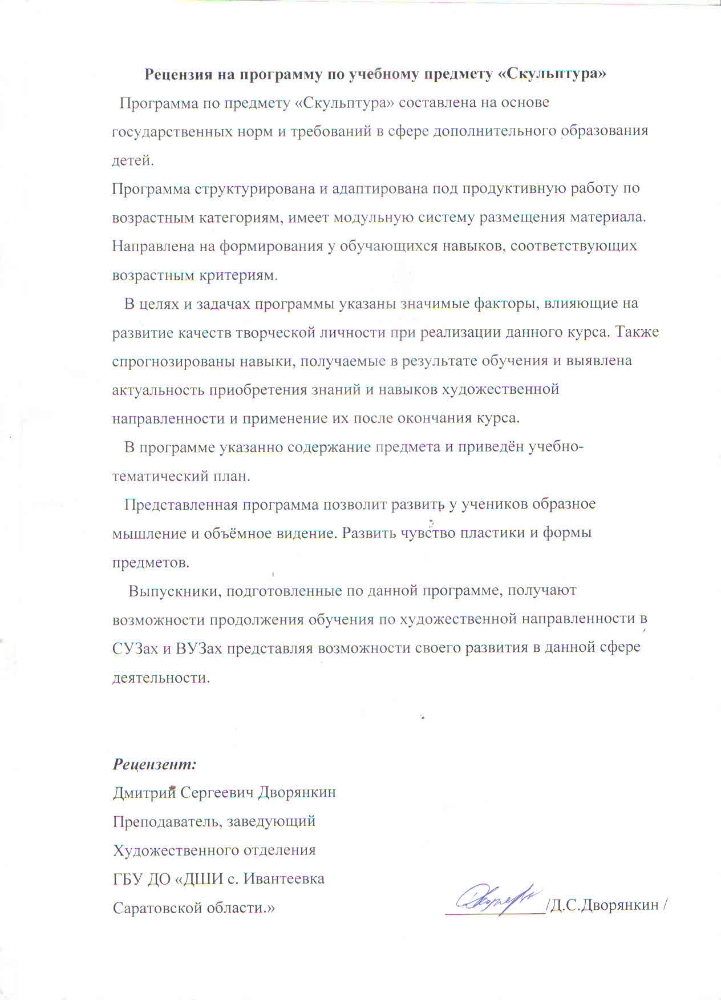 Рецензия на программу по учебному предмету «Скульптура»
Программа по предмету «Скульптура» составлена на основе
государственных норм и требований в сфере дополнительного образования
детей.
Программа структурирована и адаптирована под продуктивную работу по
возрастным категориям, имеет модульную систему размещения материала.
Направлена на формирования у обучающихся навыков, соответствующих
возрастным критериям.
В целях и задачах программы указаны значимые факторы, влияющие на
развитие качеств творческой личности при реализации данного курса. Также
спрогнозированы навыки, получаемые в результате обучения и выявлена
актуальность приобретения знаний и навыков художественной
направленности и применение их после окончания курса.
В программе указанно содержание предмета и приведён учебно-
тематический план.
Представленная программа позволит развить у учеников образное
мышление и объёмное видение. Развить чувство пластики и формы
предметов.
Выпускники, подготовленные по данной программе, получают
возможности продолжения обучения по художественной направленности в
СУЗах и ВУЗах представляя возможности своего развития в данной сфере
деятельности.
Рецензент:
Дмитрий Сергеевич Дворянкин
Преподаватель, заведующий
Художественного отделения
ГБУ ДО «ДШИ с. Ивантеевка
Саратовской области.» /Д.С.Дворянкин /